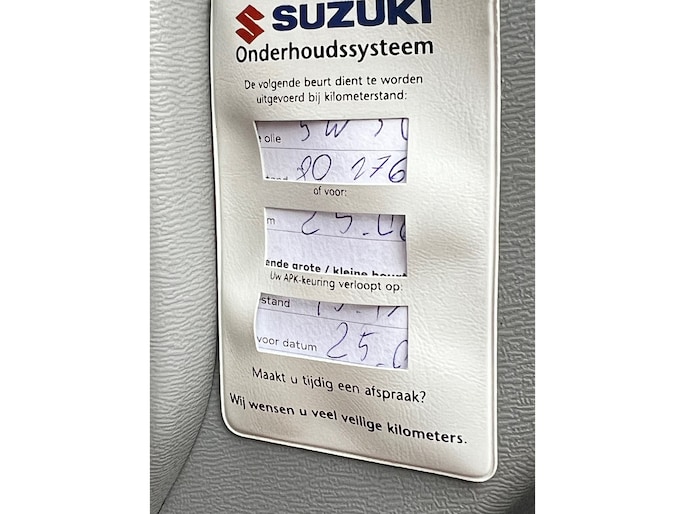 SUZUKI
Onderhoudssysteem
De volgende beurt dient te worden
uitgevoerd bij kilometerstand:
olie 5W30
20 276
of voor:
m 25.0
ende grote / kleine beurt
Uw APK-keuring verloopt op:
stand
voor datum 25.0
Maakt u tijdig een afspraak?
Wij wensen u veel veilige kilometers.